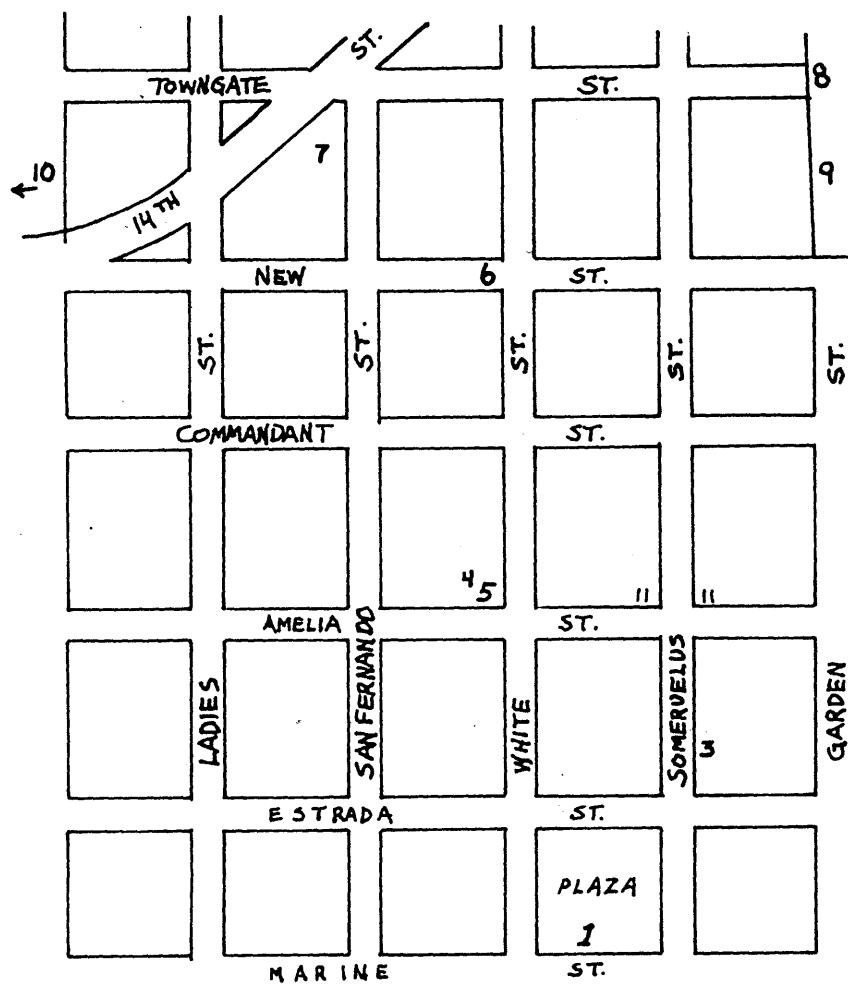 ST.
TOWNGATE ST.
8
7
10
9
14TH
NEW ST.
6
ST. ST. ST. ST. ST.
COMMANDANT ST.
4 5 11 11
AMELIA ST.
LADIES SAN FERNANDO WHITE SOMERUELUS GARDEN
3
ESTRADA ST.
PLAZA
1
MARINE ST.